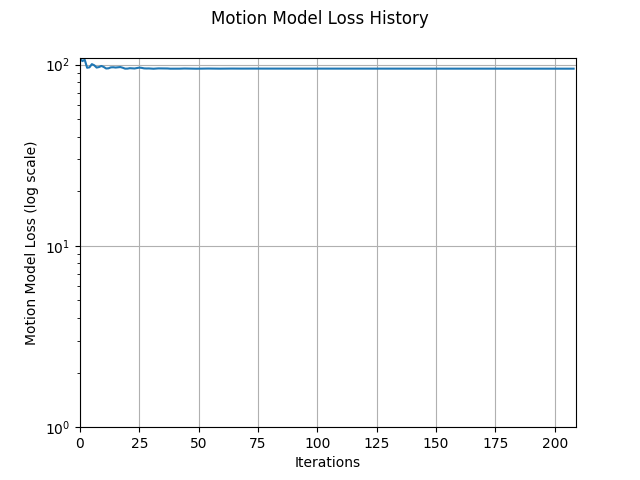 Motion Model Loss History
Motion Model Loss (log scale)
10²
10¹
10⁰
0 25 50 75 100 125 150 175 200
Iterations